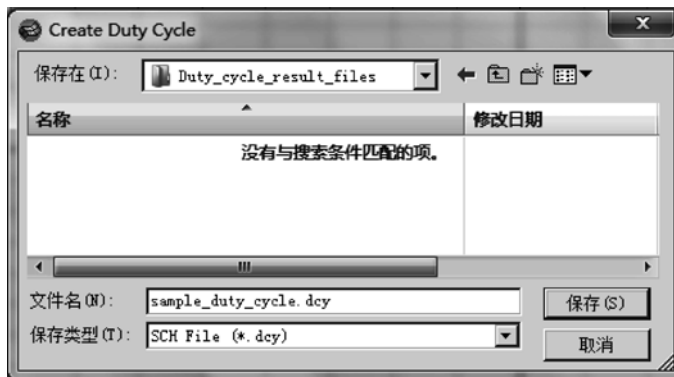 Create Duty Cycle
保存在(I): Duty_cycle_result_files
名称 修改日期
没有与搜索条件匹配的项。
文件名(N): sample_duty_cycle.dcy 保存(S)
保存类型(T): SCH File (*.dcy) 取消